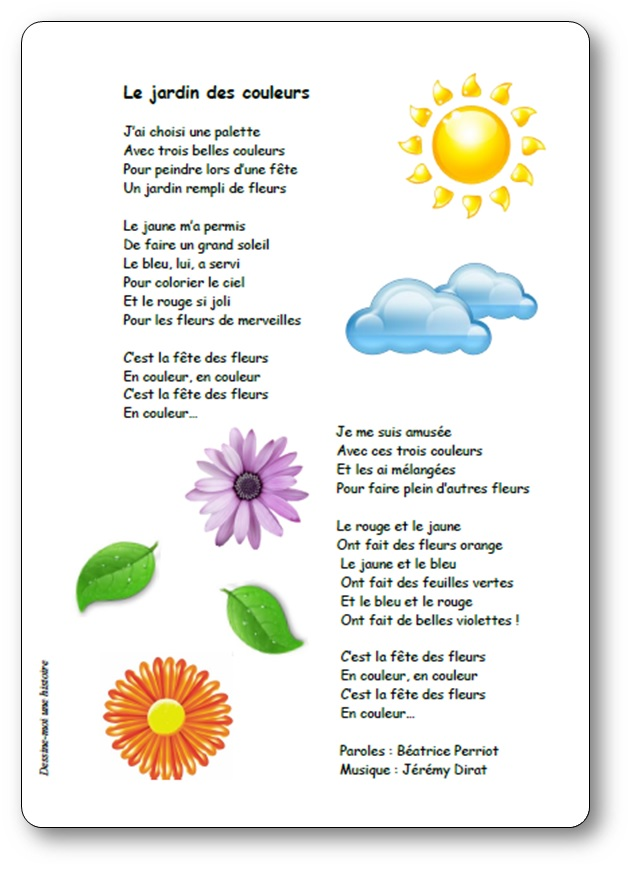 Le jardin des couleurs
J'ai choisi une palette
Avec trois belles couleurs
Pour peindre lors d'une fête
Un jardin rempli de fleurs
Le jaune m'a permis
De faire un grand soleil
Le bleu, lui, a servi
Pour colorier le ciel
Et le rouge si joli
Pour les fleurs de merveilles
C'est la fête des fleurs
En couleur, en couleur
C'est la fête des fleurs
En couleur...
Je me suis amusée
Avec ces trois couleurs
Et les ai mélangées
Pour faire plein d'autres fleurs
Le rouge et le jaune
Ont fait des fleurs orange
Le jaune et le bleu
Ont fait des feuilles vertes
Et le bleu et le rouge
Ont fait de belles violettes !
C'est la fête des fleurs
En couleur, en couleur
C'est la fête des fleurs
En couleur...
Paroles : Béatrice Perriot
Musique : Jérémy Dirat
Dessine-moi une histoire